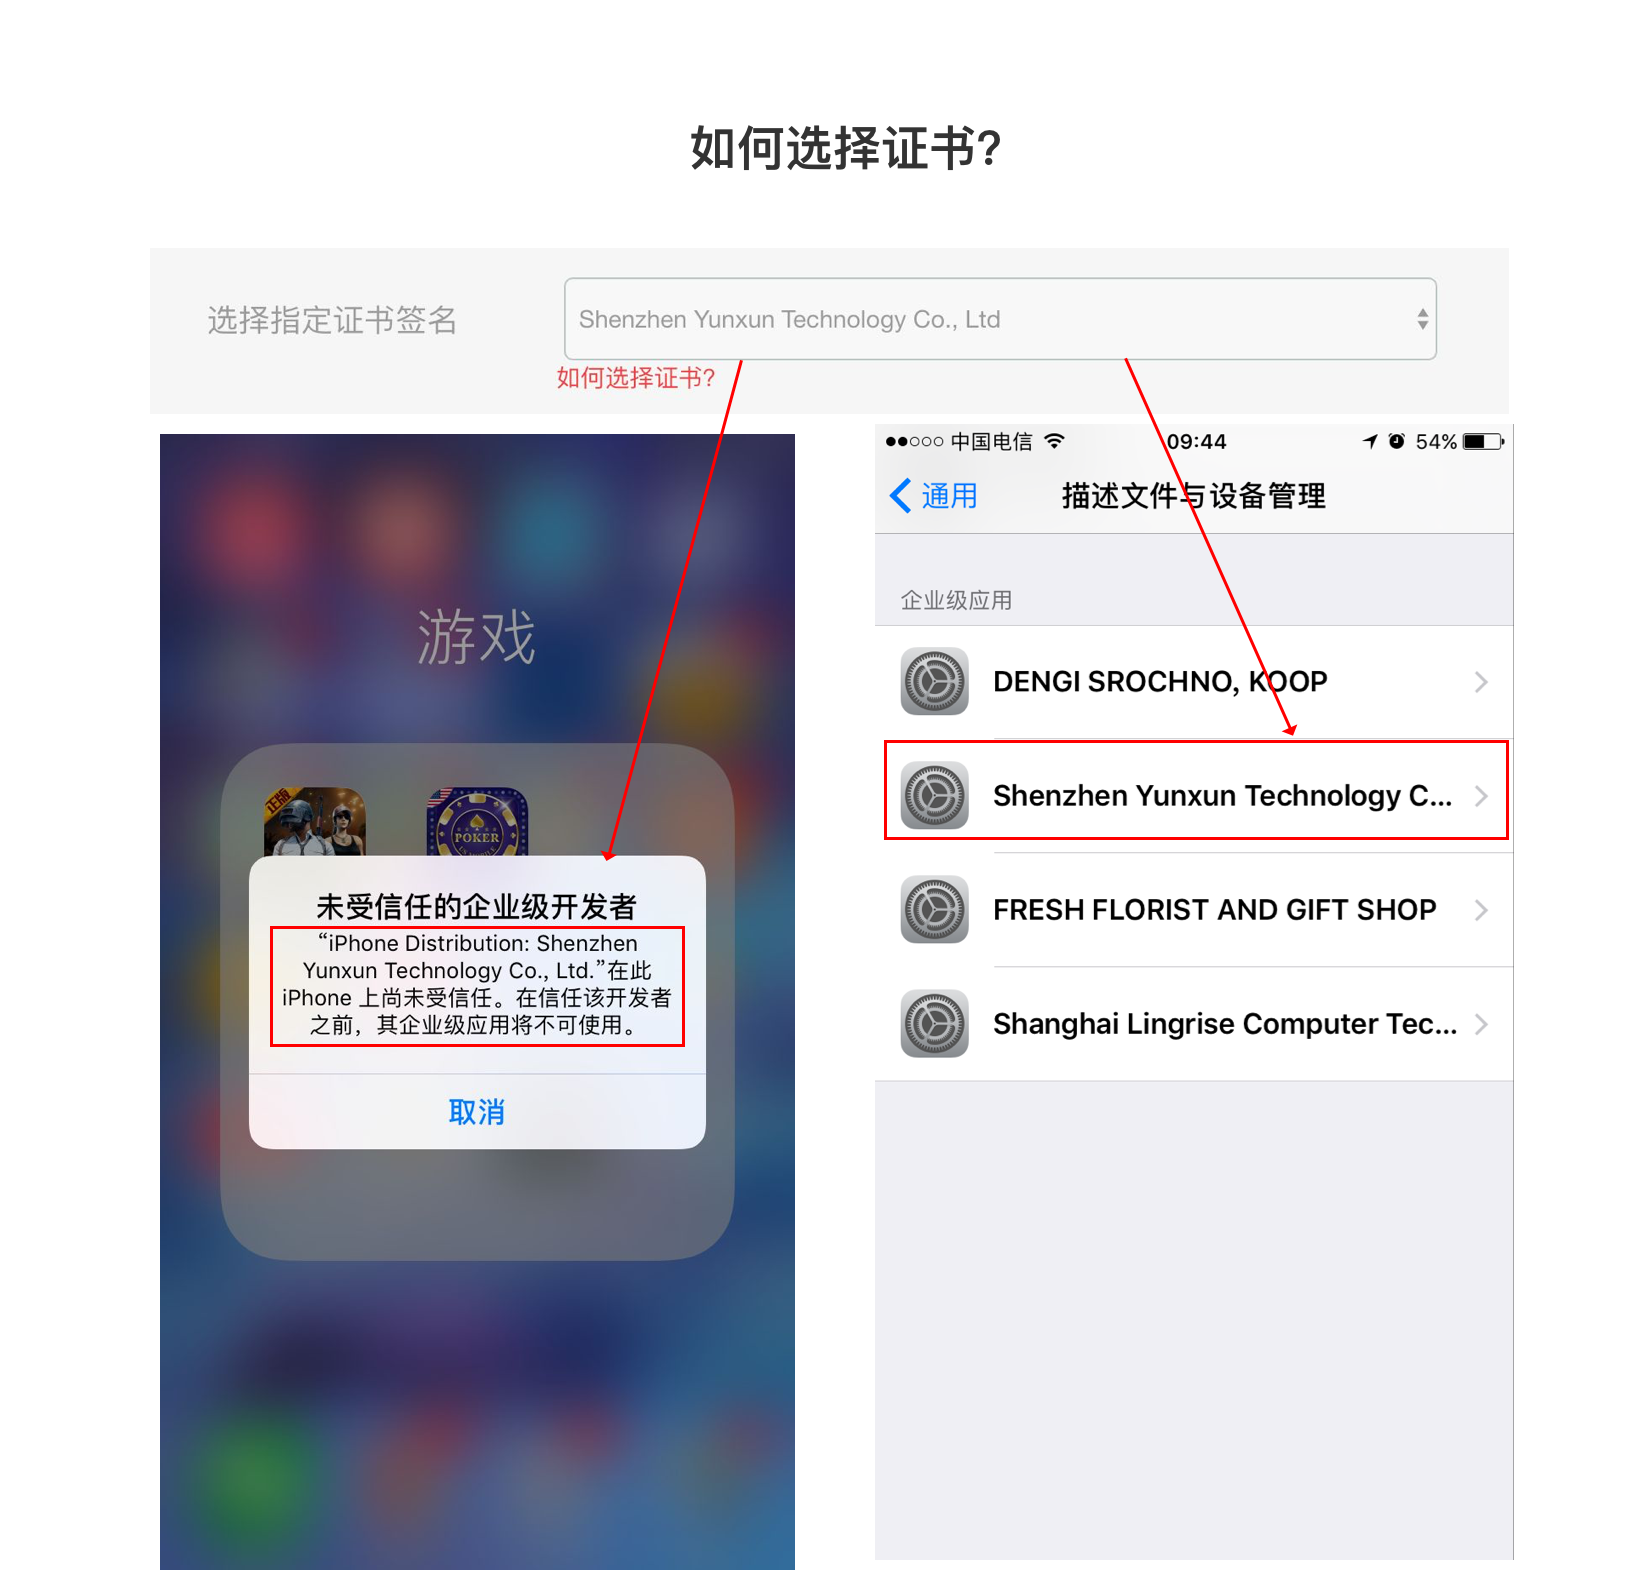 如何选择证书?
选择指定证书签名
Shenzhen Yunxun Technology Co., Ltd
如何选择证书?
游戏
正版
POKER
未受信任的企业级开发者
“iPhone Distribution: Shenzhen
Yunxun Technology Co., Ltd.”在此
iPhone 上尚未受信任。在信任该开发者
之前，其企业级应用将不可使用。
取消
中国电信
09:44
54%
通用
描述文件与设备管理
企业级应用
DENGI SROCHNO, KOOP
Shenzhen Yunxun Technology C...
FRESH FLORIST AND GIFT SHOP
Shanghai Lingrise Computer Tec...